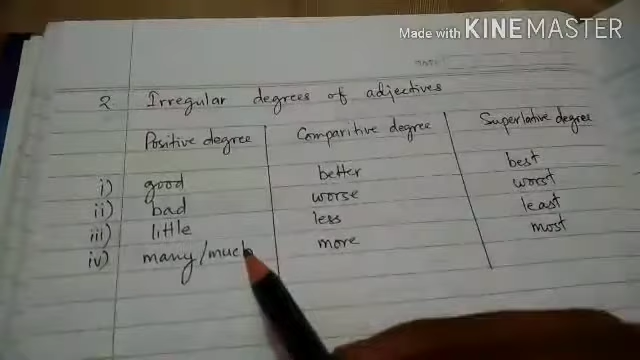 Made with KINEMASTER
2 Irregular degrees of adjectives
Positive degree Comparitive degree Superlative degree
i) good better best
ii) bad worse worst
iii) little less least
iv) many/much more most